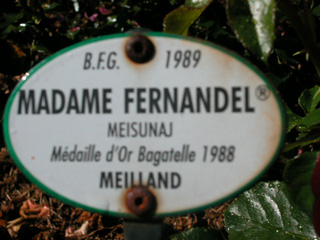 B.F.G. 1989
MADAME FERNANDEL®
MEISUNAJ
Médaille d'Or Bagatelle 1988
MEILLAND